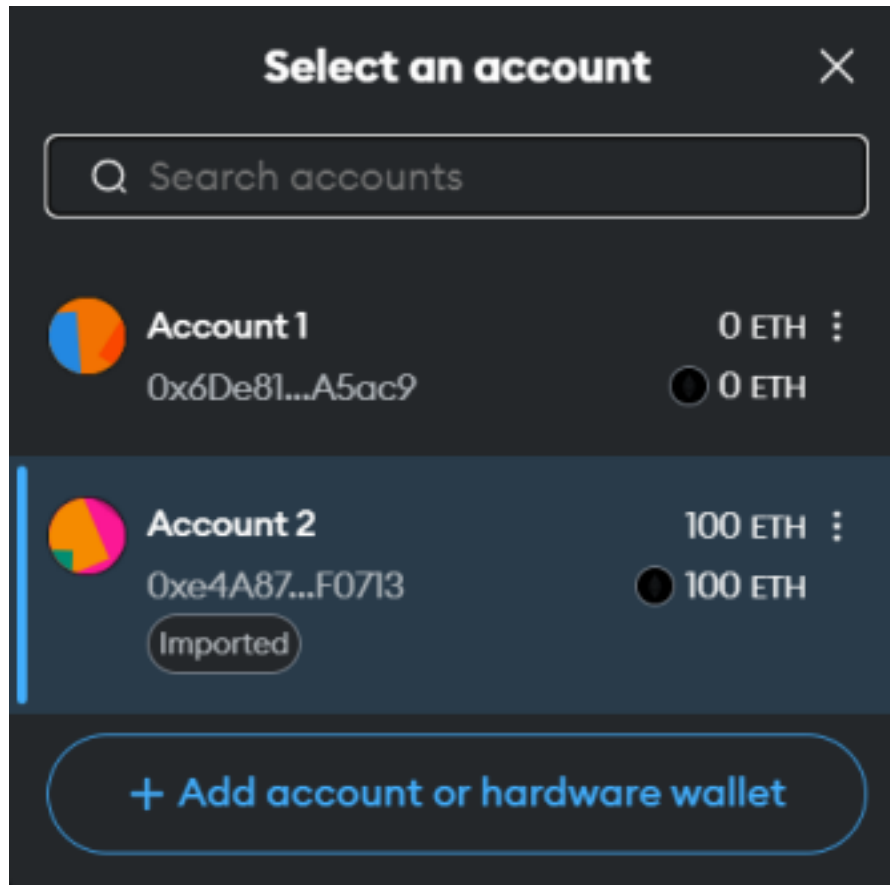 Select an account
Search accounts
Account 1 0 ETH
0x6De81...A5ac9 0 ETH
Account 2 100 ETH
0xe4A87...F0713 100 ETH
Imported
+ Add account or hardware wallet